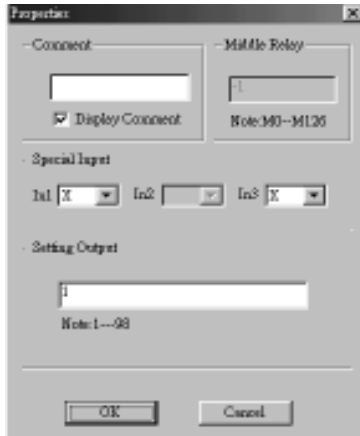 Properties
Comment
Middle Relay
-1
Display Comment
Note:M0--M126
Special Input
In1 X In2 In3 X
Setting Output
1
Note:1---98
OK Cancel